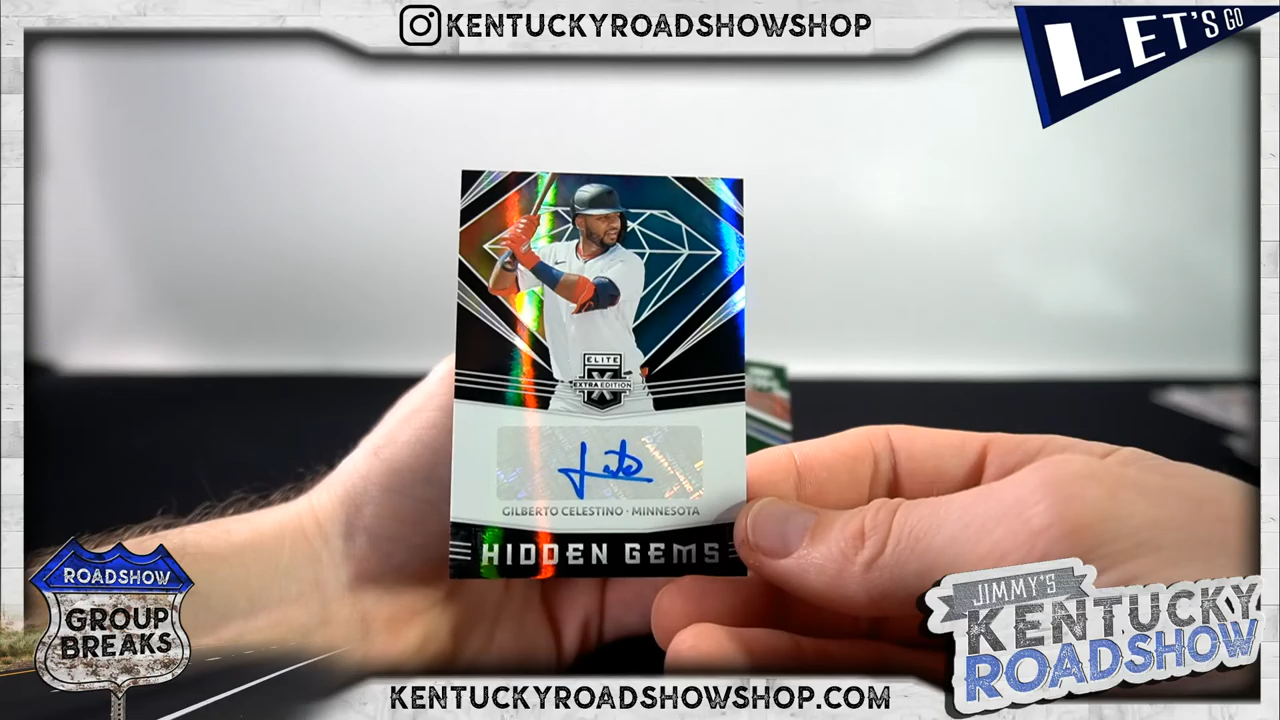 KENTUCKYROADSHOWSHOP
LET'S GO
ELITE
X
EXTRA EDITION
GILBERTO CELESTINO · MINNESOTA
HIDDEN GEMS
ROADSHOW
GROUP
BREAKS
JIMMY'S
KENTUCKY
ROADSHOW
KENTUCKYROADSHOWSHOP.COM